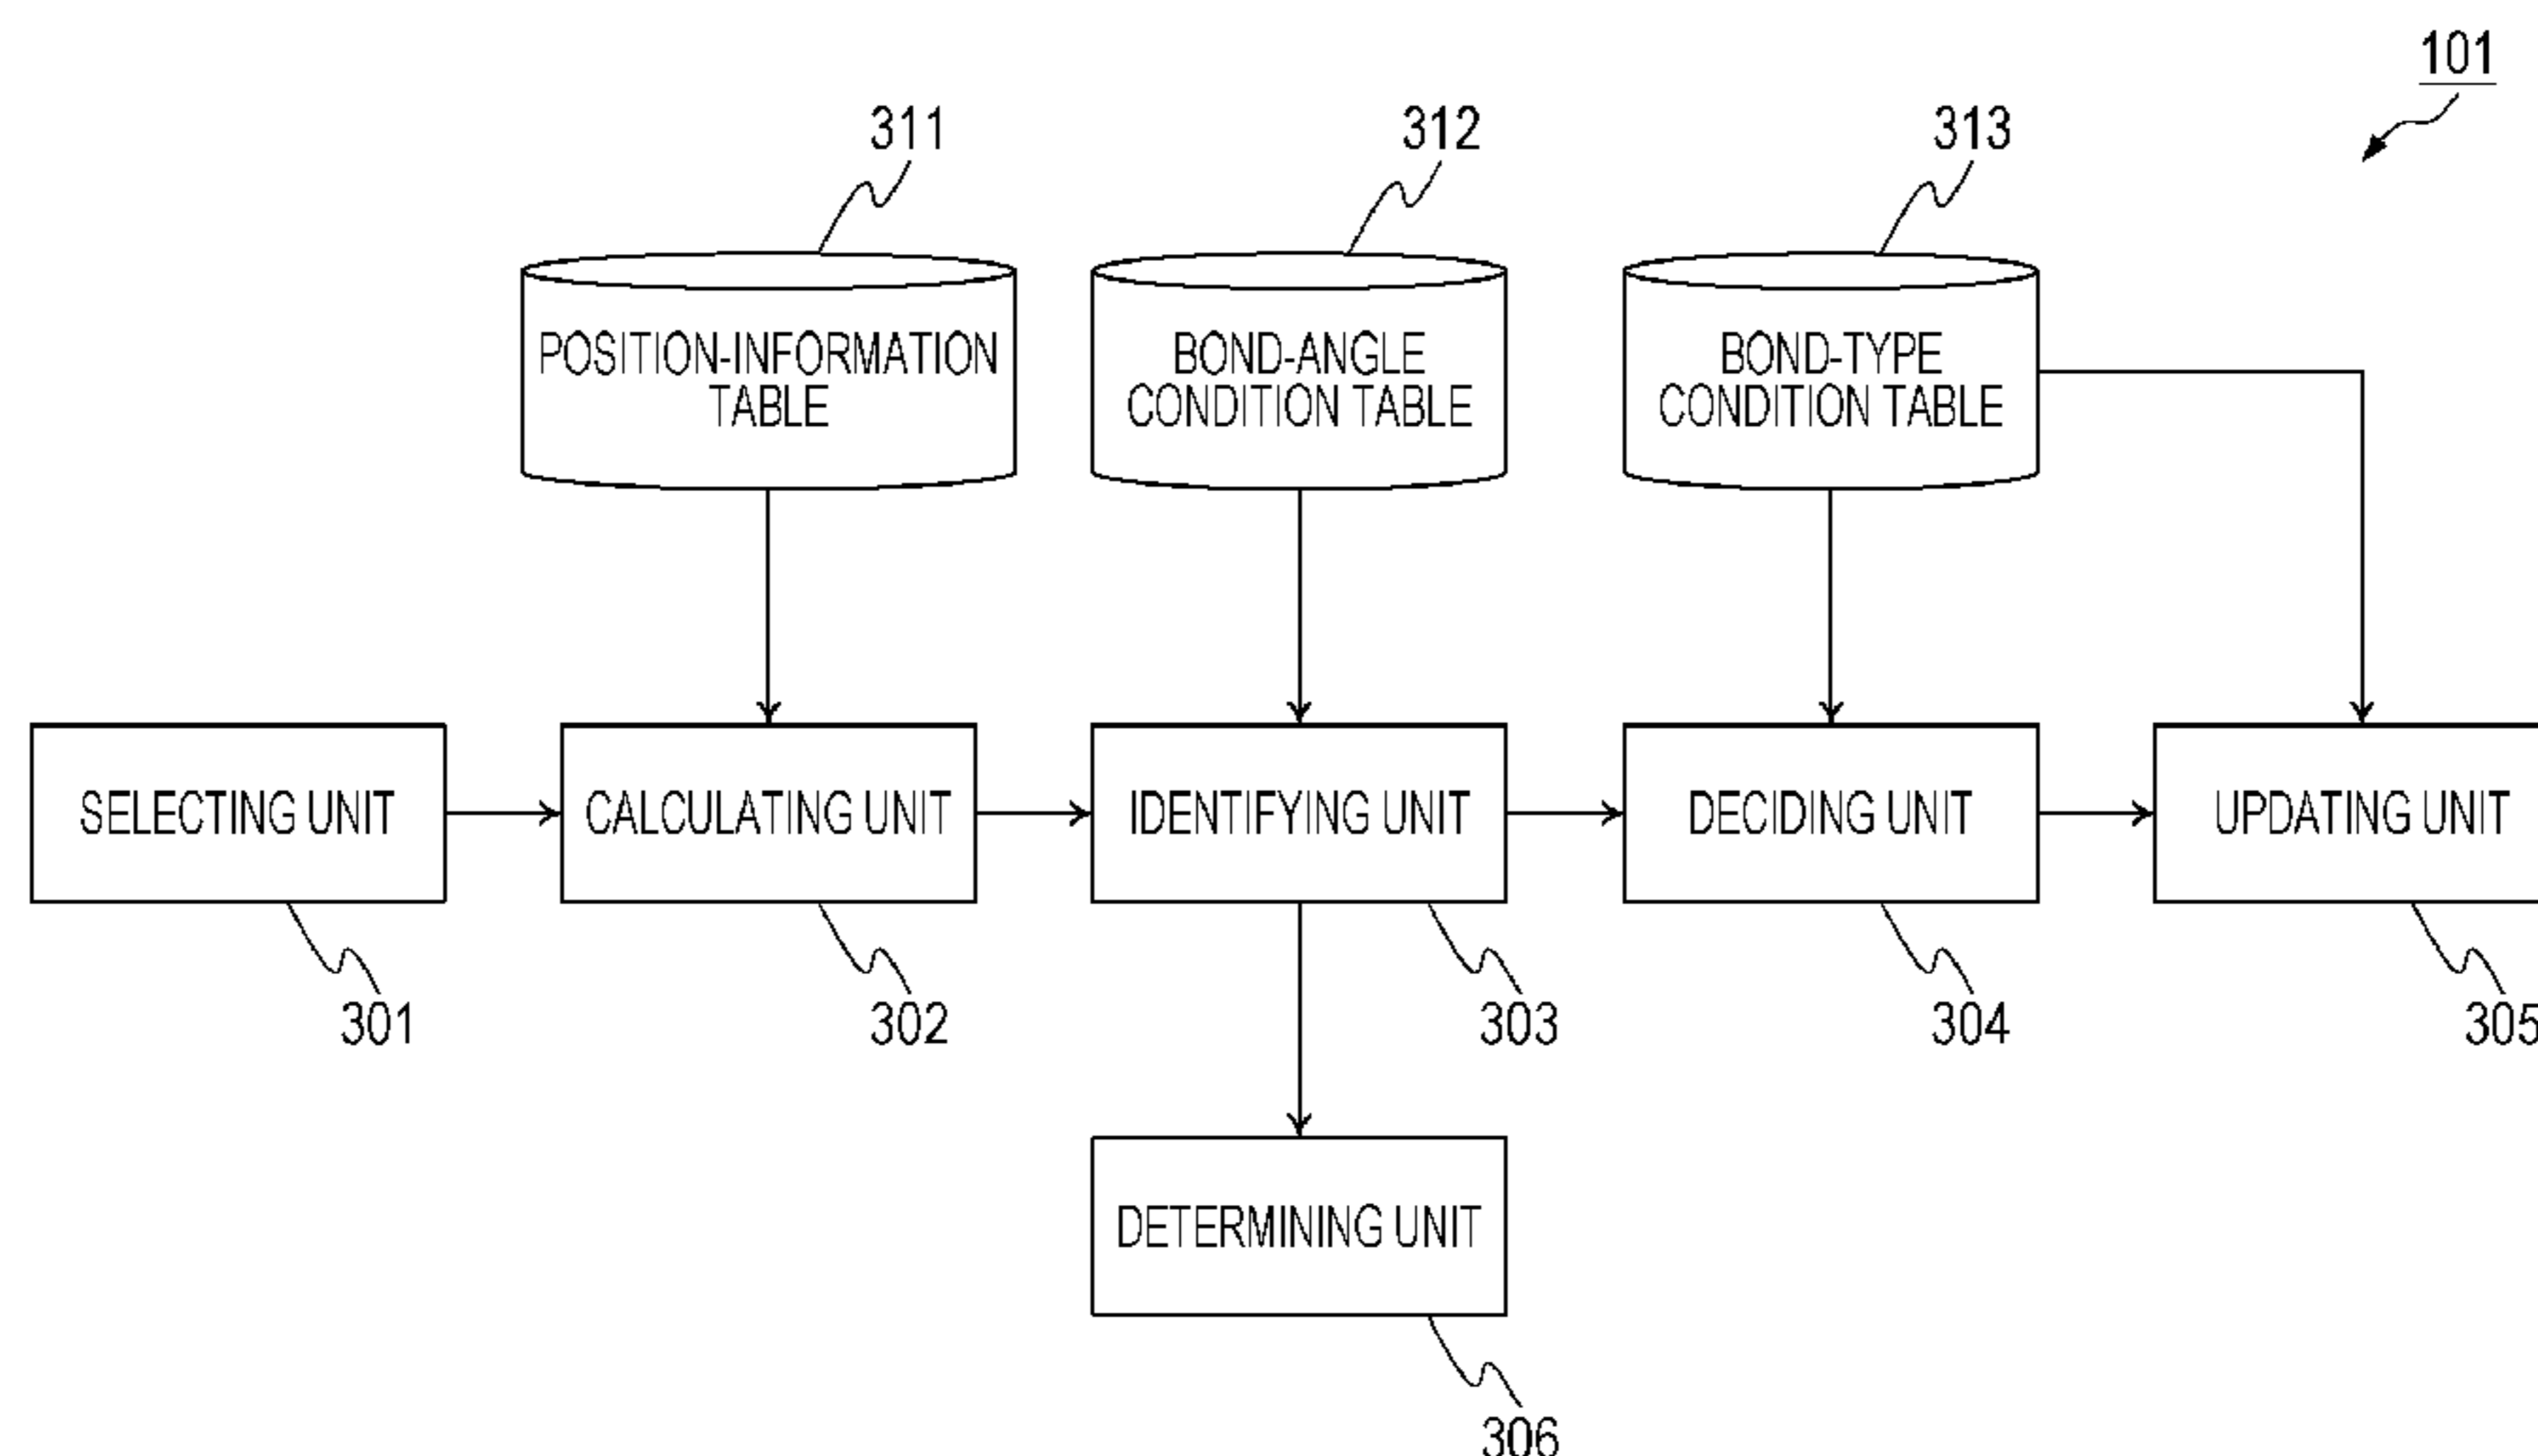 101
311
312
313
POSITION-INFORMATION
TABLE
BOND-ANGLE
CONDITION TABLE
BOND-TYPE
CONDITION TABLE
SELECTING UNIT
CALCULATING UNIT
IDENTIFYING UNIT
DECIDING UNIT
UPDATING UNIT
301
302
303
304
305
DETERMINING UNIT
306